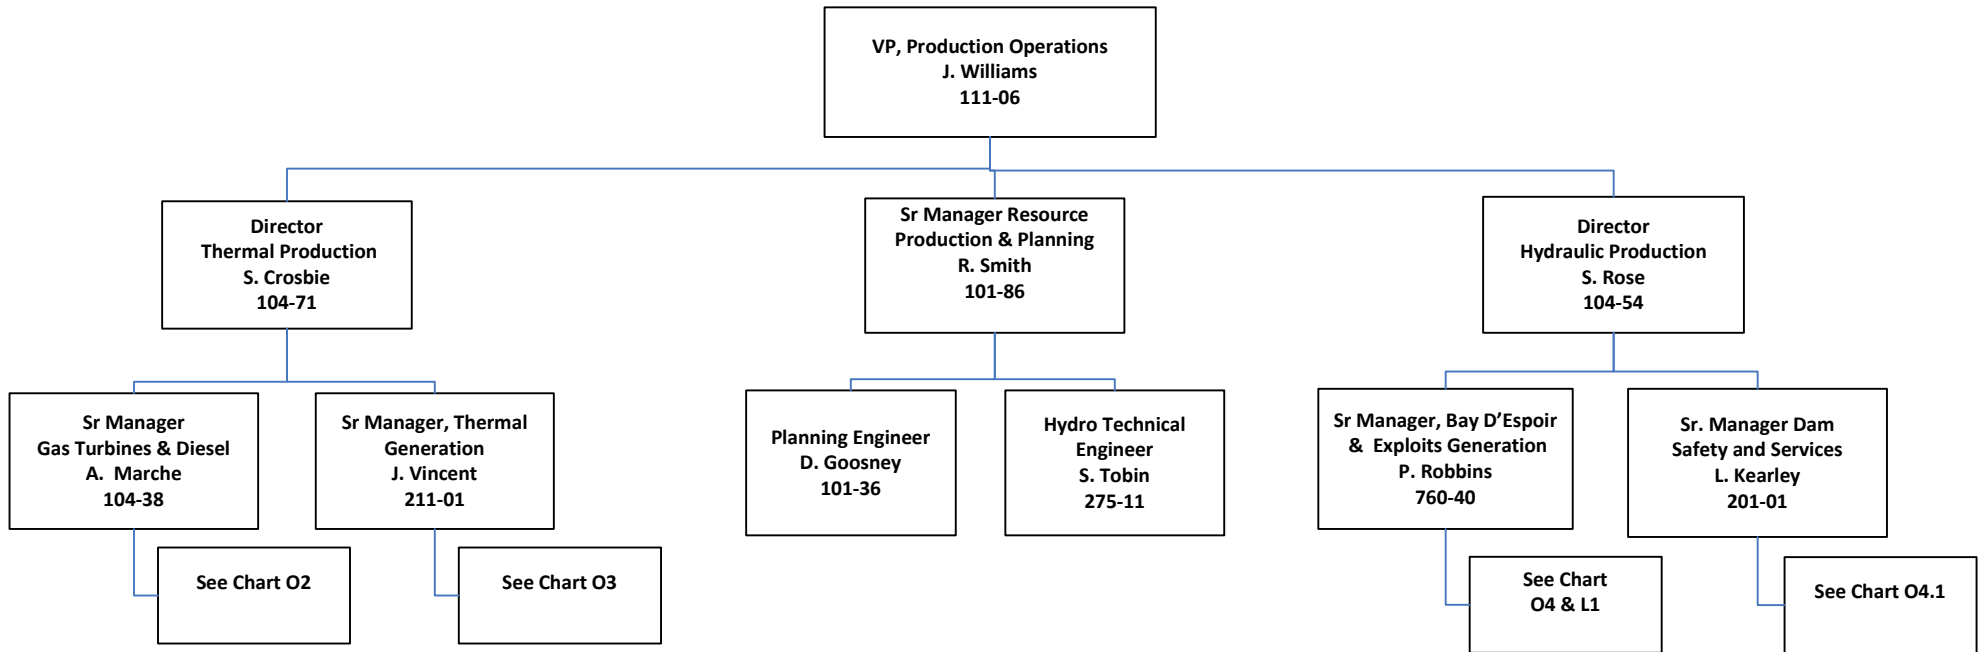 VP, Production Operations
J. Williams
111-06
Director
Thermal Production
S. Crosbie
104-71
Sr Manager Resource
Production & Planning
R. Smith
101-86
Director
Hydraulic Production
S. Rose
104-54
Sr Manager
Gas Turbines & Diesel
A. Marche
104-38
Sr Manager, Thermal
Generation
J. Vincent
211-01
Planning Engineer
D. Goosney
101-36
Hydro Technical
Engineer
S. Tobin
275-11
Sr Manager, Bay D’Espoir
& Exploits Generation
P. Robbins
760-40
Sr. Manager Dam
Safety and Services
L. Kearley
201-01
See Chart O2
See Chart O3
See Chart
O4 & L1
See Chart O4.1